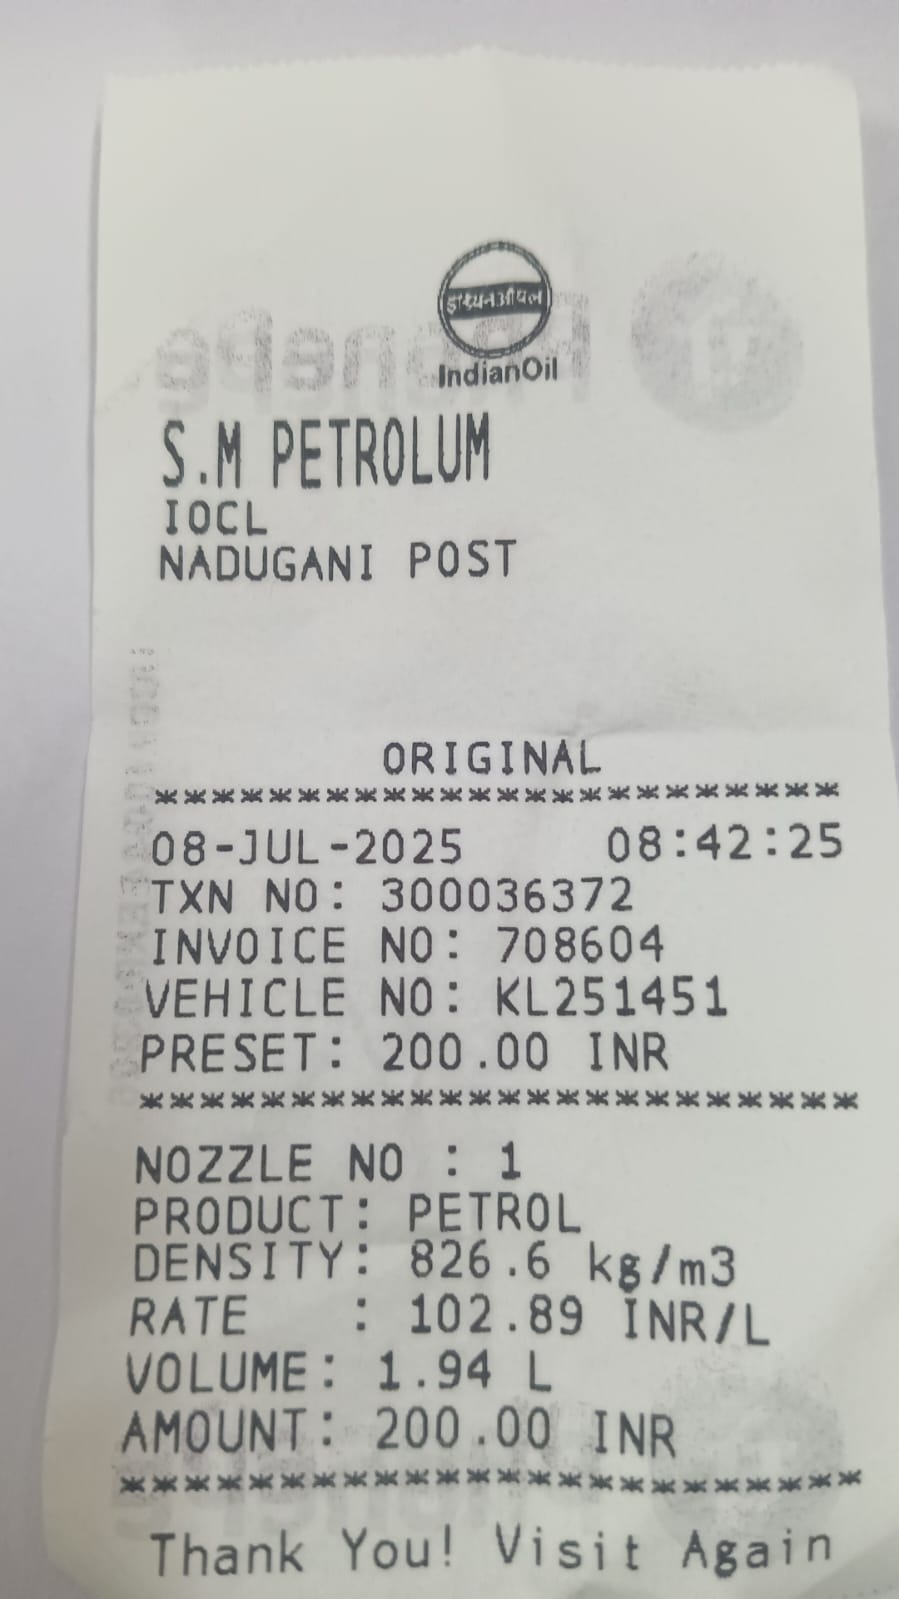 इंडियनऑयल
IndianOil
S.M PETROLUM
IOCL
NADUGANI POST
ORIGINAL
************************
08-JUL-2025 08:42:25
TXN NO: 300036372
INVOICE NO: 708604
VEHICLE NO: KL251451
PRESET: 200.00 INR
************************
NOZZLE NO : 1
PRODUCT: PETROL
DENSITY: 826.6 kg/m3
RATE : 102.89 INR/L
VOLUME: 1.94 L
AMOUNT: 200.00 INR
************************
Thank You! Visit Again